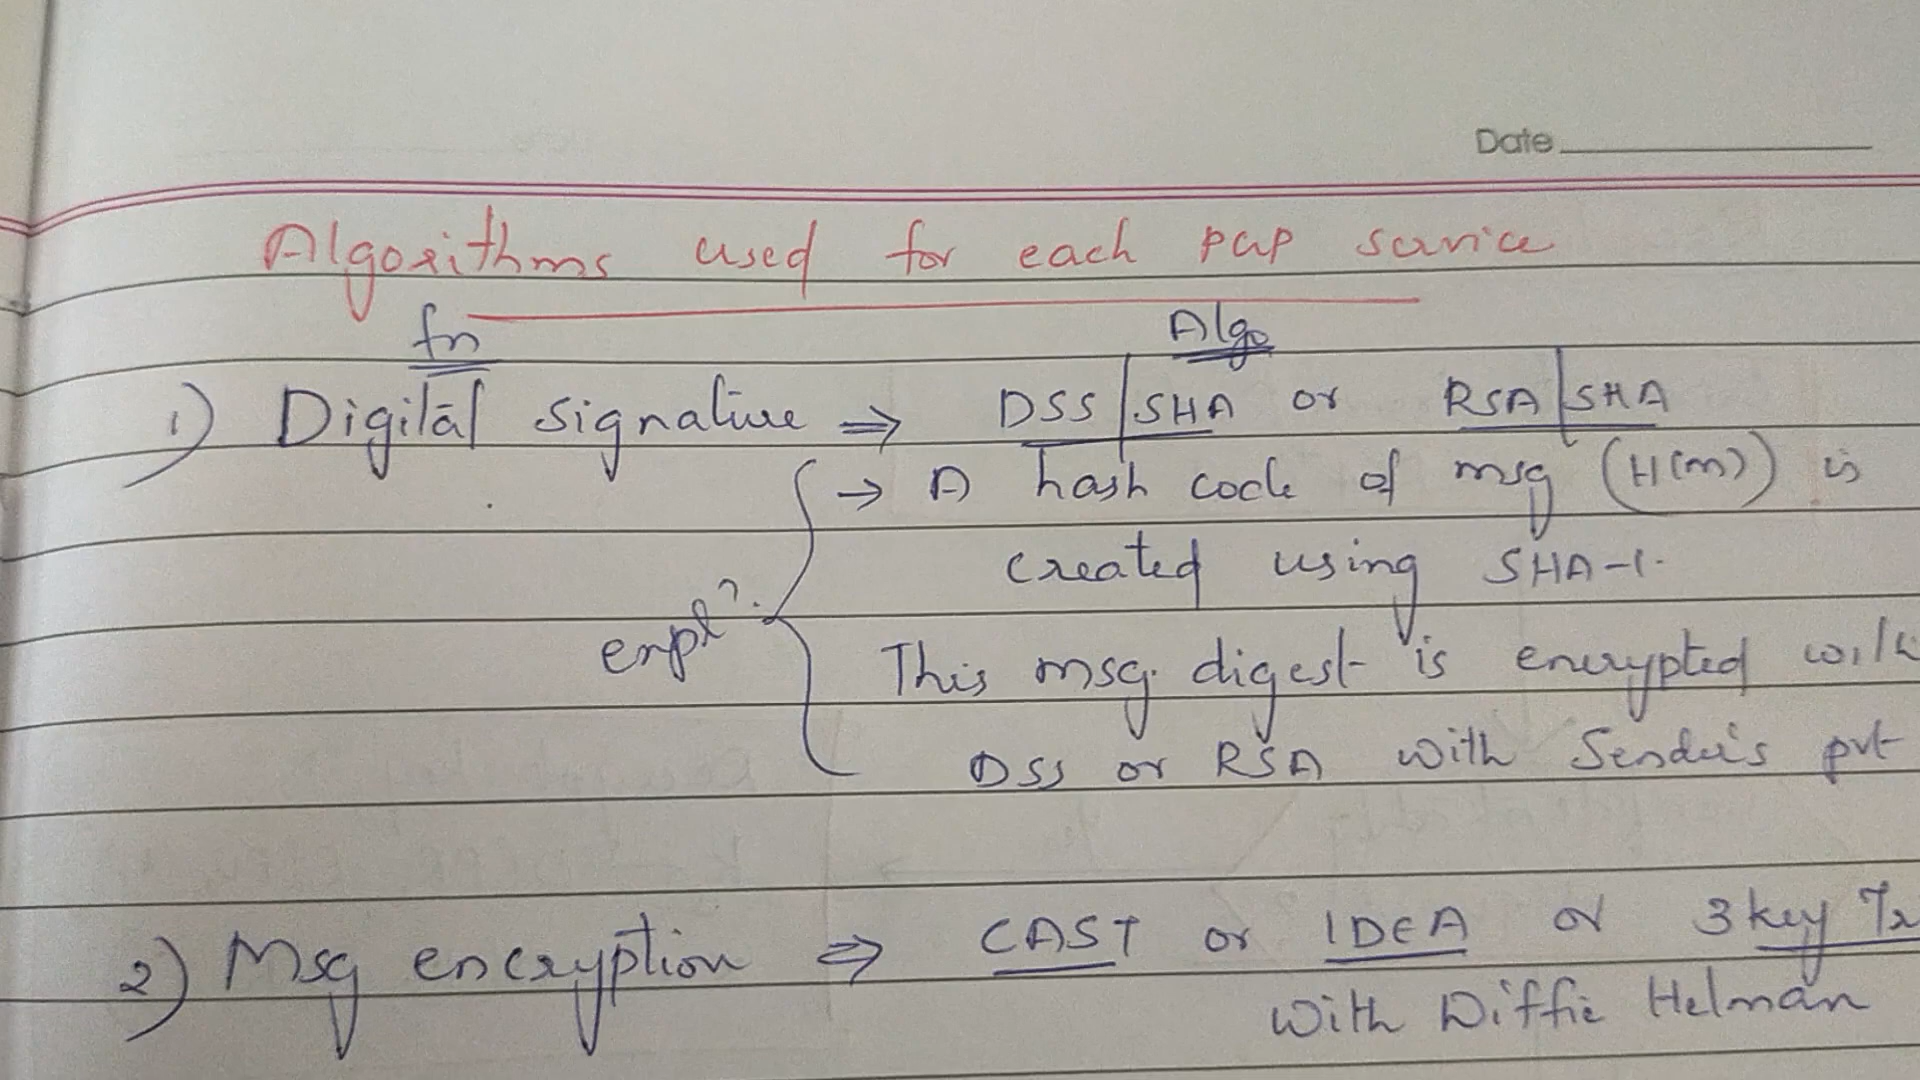 Date
Algorithms used for each pgp service
fn Algo
1) Digital signature ⇒ DSS/SHA or RSA/SHA
→ A hash code of msg (H(m)) is
created using SHA-1.
expln.
This msg. digest is encrypted with
DSS or RSA with Sender's pvt
2) Msg encryption ⇒ CAST or IDEA or 3 key
with Diffie Helman